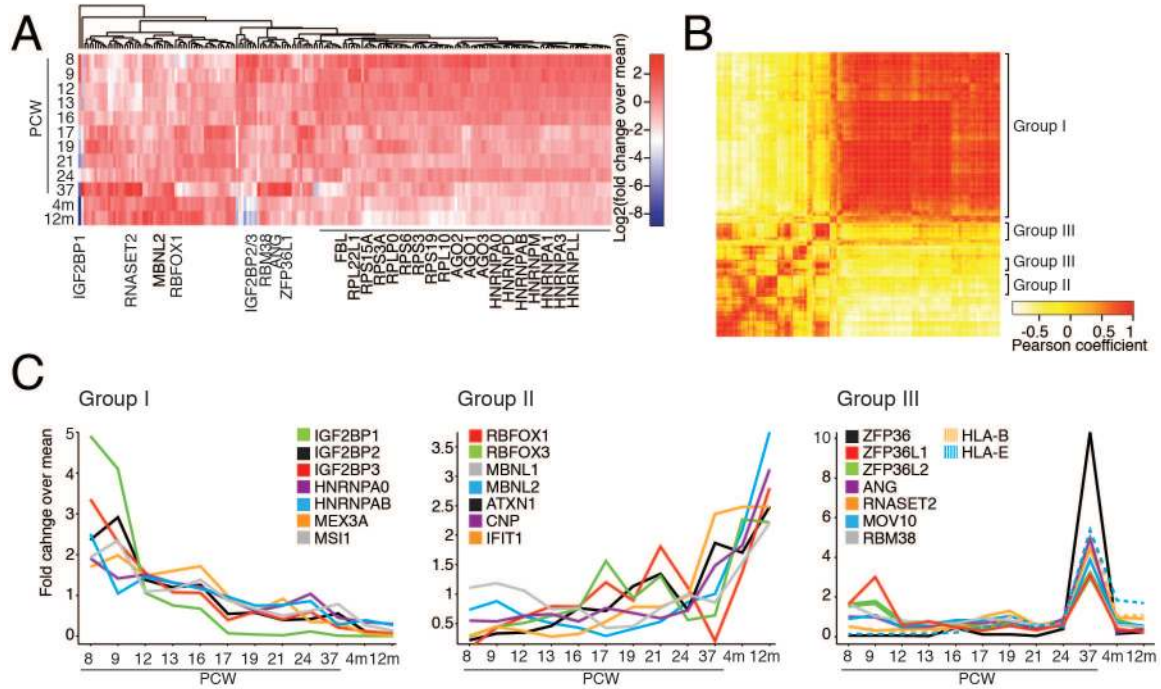 A
PCW
8
9
12
13
16
17
19
21
24
37
4m
12m
2
0
-2
-4
-6
-8
Log2(fold change over mean)
IGF2BP1
RNASET2
MBNL2
RBFOX1
IGF2BP2/3
RBM38
ANG
ZFP36L1
FBL
RPL22L1
RPS15A
RPS3A
RPLP0
RPS6
RPS3
RPS19
RPL10
AGO2
AGO1
AGO3
HNRNPA0
HNRNPD
HNRNPAB
HNRNPM
HNRNPA1
HNRNPA3
HNRNPLL
B
Group I
Group III
Group III
Group II
-0.5 0 0.5 1
Pearson coefficient
C
Group I
Fold cahnge over mean
5
4
3
2
1
0
IGF2BP1
IGF2BP2
IGF2BP3
HNRNPA0
HNRNPAB
MEX3A
MSI1
8 9 12 13 16 17 19 21 24 37 4m 12m
PCW
Group II
3.5
2.5
1.5
0.5
RBFOX1
RBFOX3
MBNL1
MBNL2
ATXN1
CNP
IFIT1
8 9 12 13 16 17 19 21 24 37 4m 12m
PCW
Group III
10
8
6
4
2
0
ZFP36
ZFP36L1
ZFP36L2
ANG
RNASET2
MOV10
RBM38
HLA-B
HLA-E
8 9 12 13 16 17 19 21 24 37 4m 12m
PCW